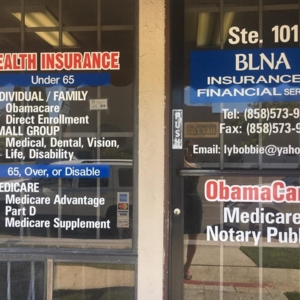 EALTH INSURANCE
Under 65
DIVIDUAL / FAMILY
Obamacare
Direct Enrollment
MALL GROUP
Medical, Dental, Vision,
Life, Disability
65, Over, or Disable
EDICARE
Medicare Advantage
Part D
Medicare Supplement
PUSH
Ste. 101
BLNA
INSURANCE
FINANCIAL SER
Tel: (858)573-9
Fax: (858)573-9
Email: lybobbie@yaho
ObamaCar
Medicare
Notary Pub